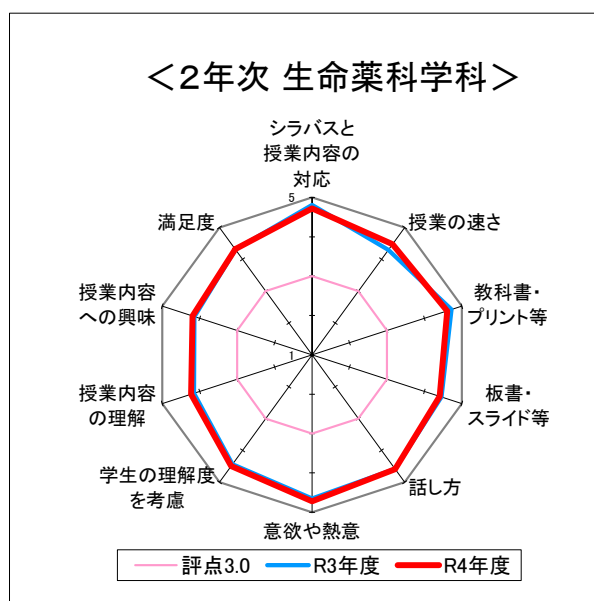 ＜２年次 生命薬科学科＞
シラバスと
授業内容の
対応
5
授業の速さ
教科書・
プリント等
板書・
スライド等
話し方
意欲や熱意
学生の理解度
を考慮
授業内容
の理解
授業内容
への興味
満足度
1
評点3.0
R3年度
R4年度